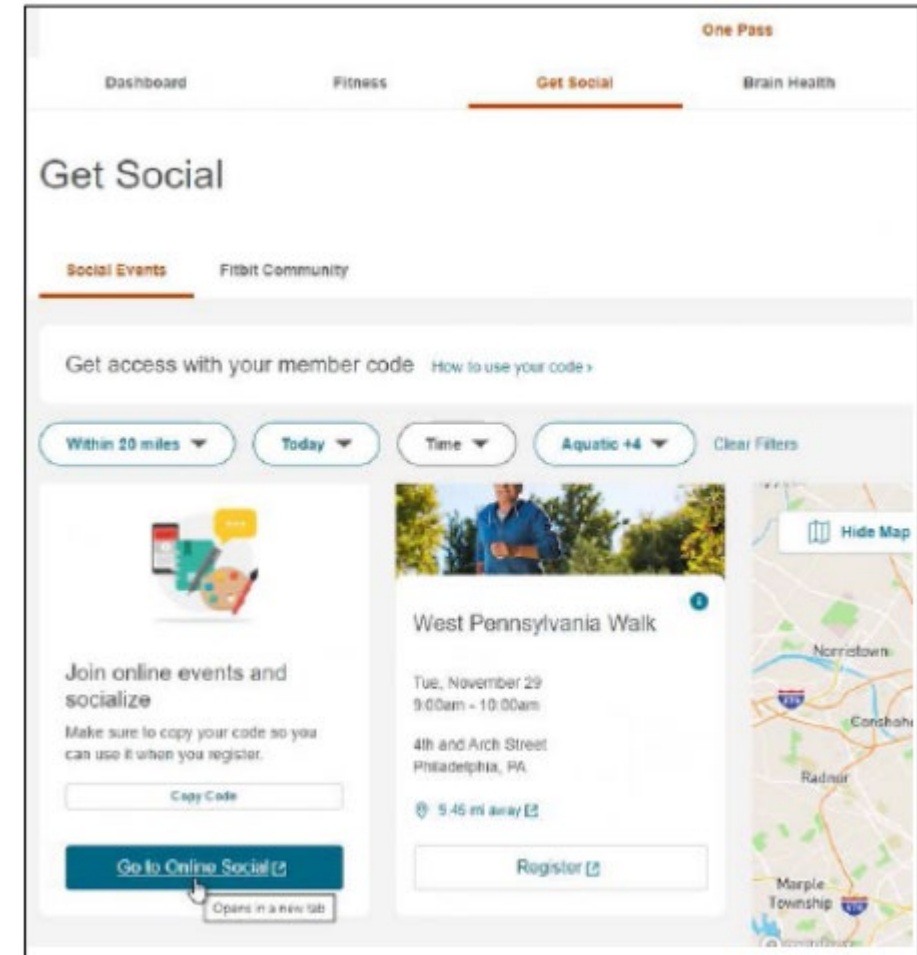 One Pass
Dashboard Fitness Get Social Brain Health
Get Social
Social Events Fitbit Community
Get access with your member code How to use your code ›
Within 20 miles Today Time Aquatic +4 Clear Filters
Hide Map
Join online events and
socialize
Make sure to copy your code so you
can use it when you register.
Copy Code
Go to Online Social
Opens in a new tab
West Pennsylvania Walk
Tue, November 29
9:00am - 10:00am
4th and Arch Street
Philadelphia, PA
9.46 mi away
Register
Norristown
Consho
Radnor
Marple
Township